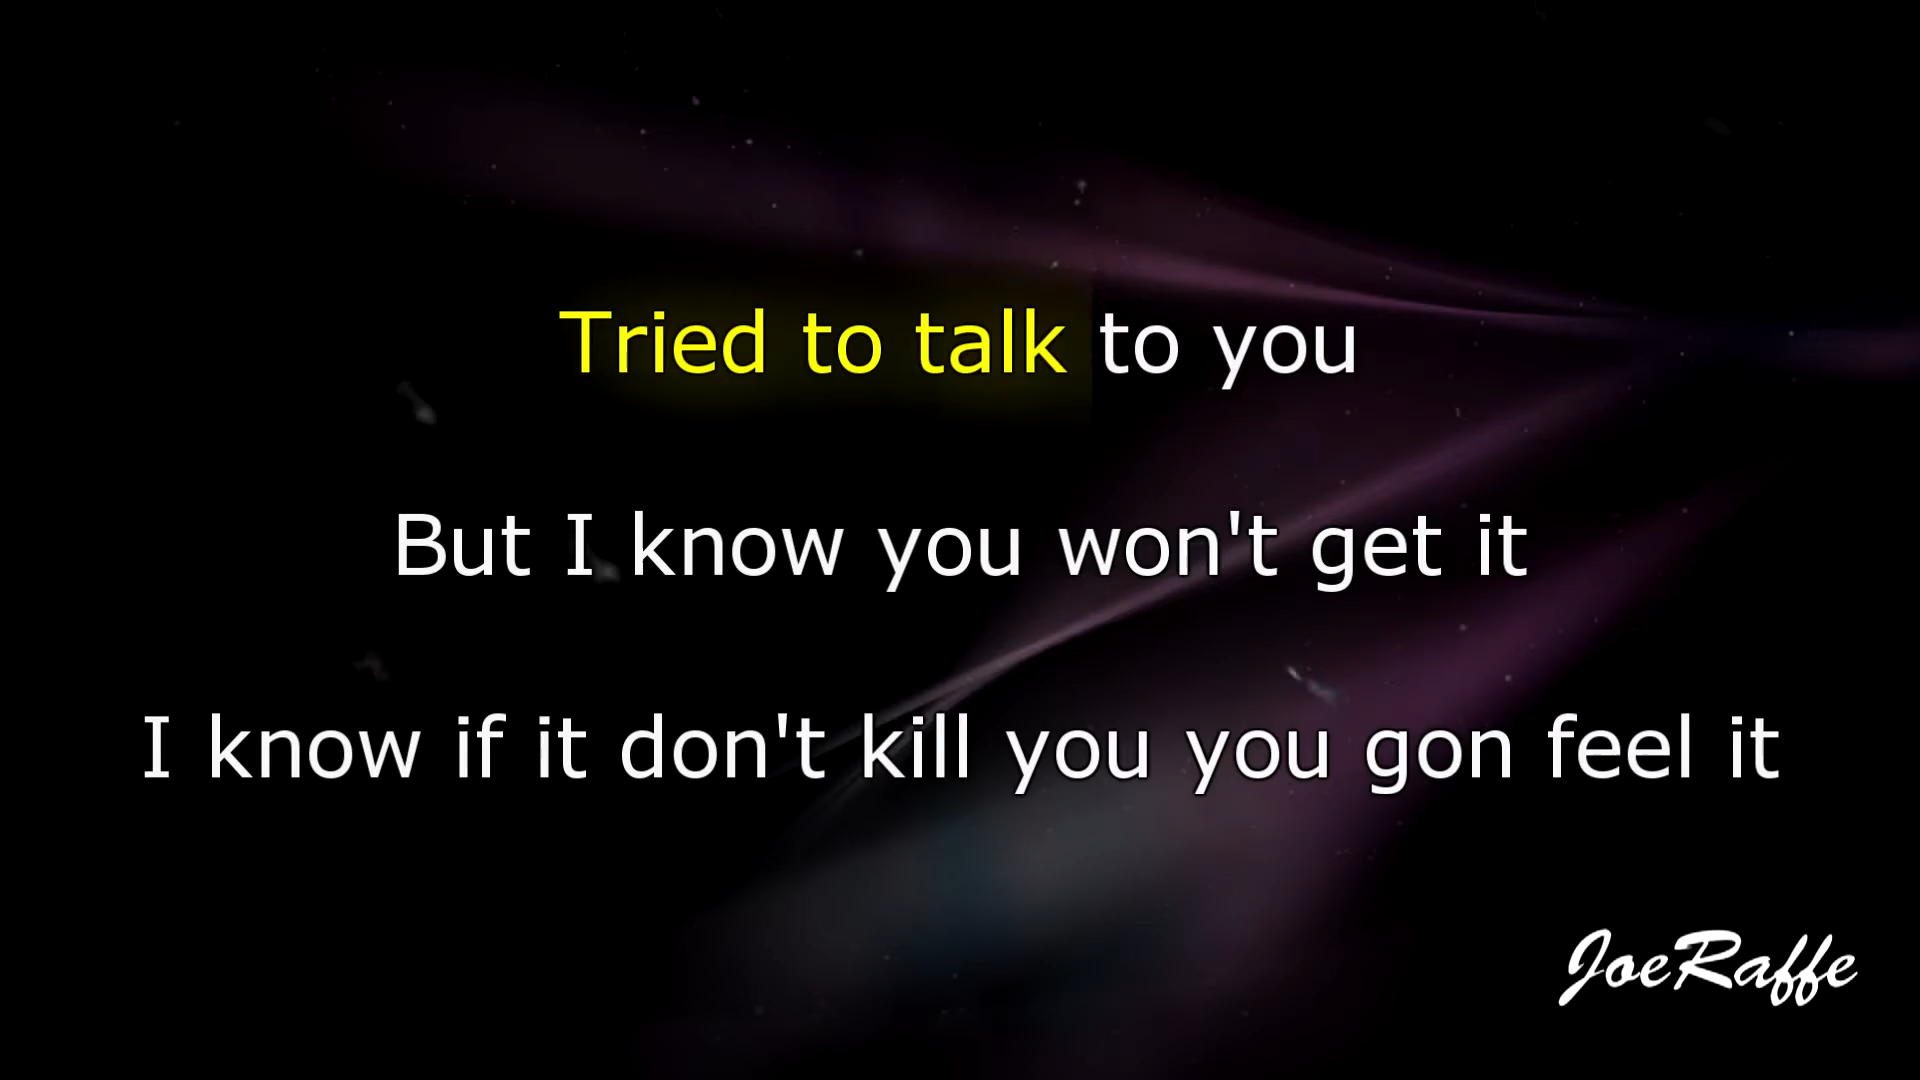 Tried to talk to you
But I know you won't get it
I know if it don't kill you you gon feel it
JoeRaffe